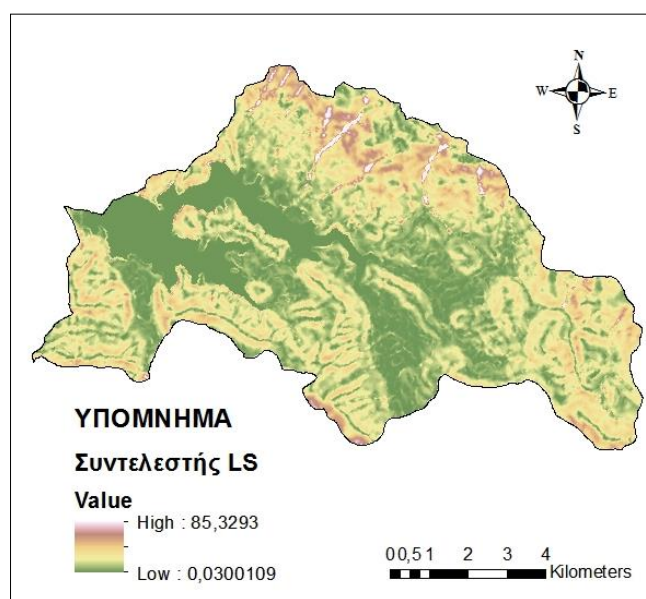 N
W E
S
ΥΠΟΜΝΗΜΑ
Συντελεστής LS
Value
High : 85,3293
Low : 0,0300109
0 0,5 1 2 3 4
Kilometers